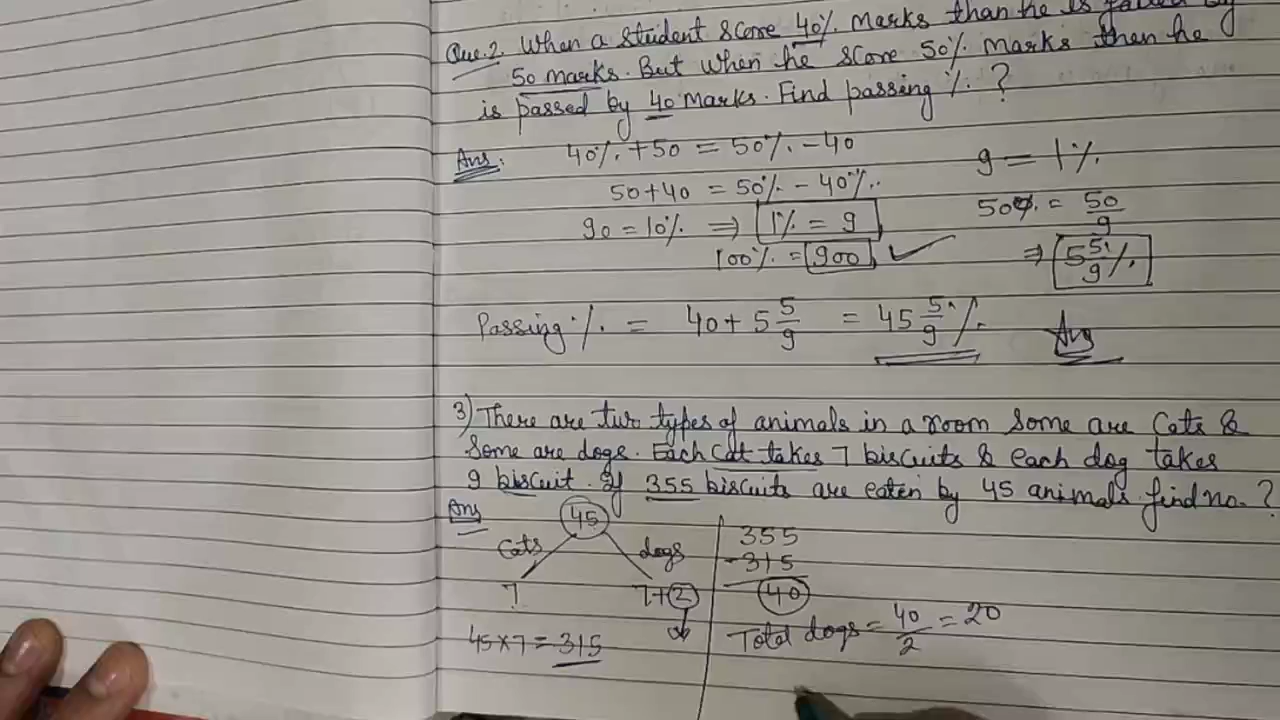 Que.2. When a student score 40% marks than he is failed by
50 marks. But when he score 50% marks then he
is passed by 40 marks. Find passing %. ?
Ans. 40% + 50 = 50% - 40
50 + 40 = 50% - 40%
90 = 10% ⇒ 1% = 9
100% = 900 ✓
9 = 1%
50 = 50/9
⇒ 5 5/9 %
Passing % = 40 + 5 5/9 = 45 5/9 % Ans
3) There are two types of animals in a room some are Cats &
Some are dogs. Each cat takes 7 biscuits & each dog takes
9 biscuit. If 355 biscuits are eaten by 45 animals find no. ?
Ans 45
Cats dogs
7 7+2
45×7 = 315
355
-315
40
Total dogs = 40/2 = 20